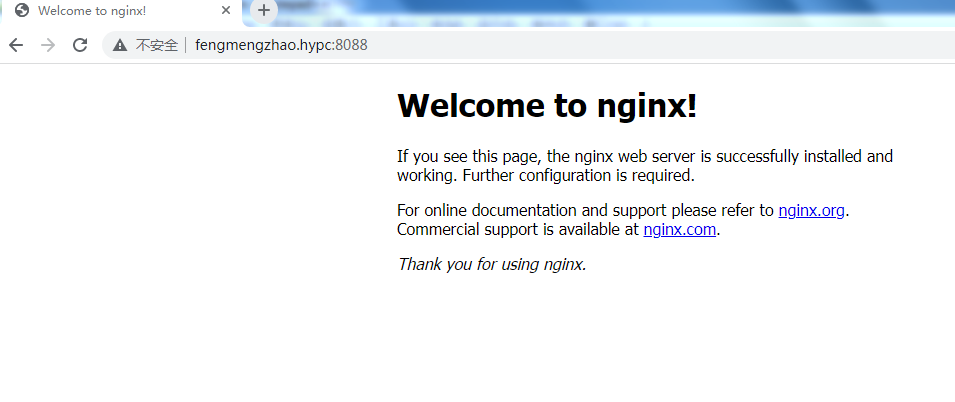 Welcome to nginx!
不安全 fengmengzhao.hypc:8088
Welcome to nginx!
If you see this page, the nginx web server is successfully installed and
working. Further configuration is required.
For online documentation and support please refer to nginx.org.
Commercial support is available at nginx.com.
Thank you for using nginx.